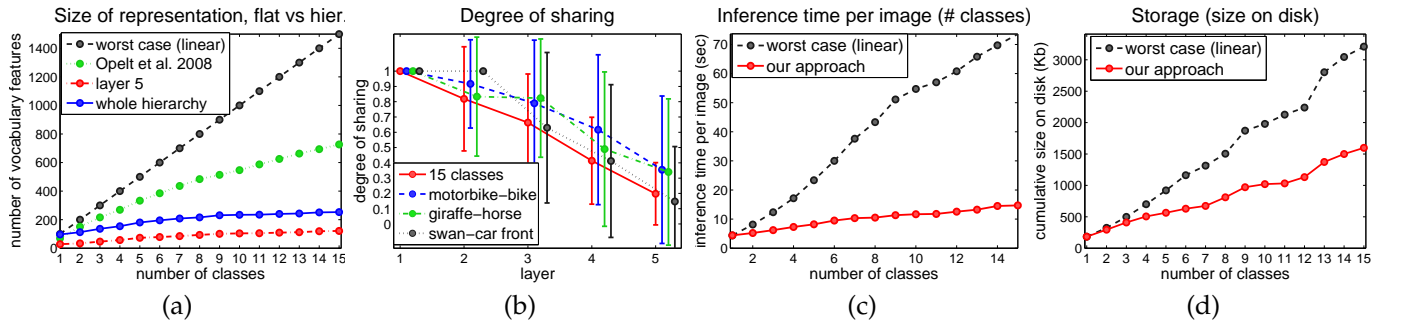 Size of representation, flat vs hier.
number of vocabulary features
1400
1200
1000
800
600
400
200
0
worst case (linear)
Opelt et al. 2008
layer 5
whole hierarchy
1 2 3 4 5 6 7 8 9 10 11 12 13 14 15
number of classes
(a)
Degree of sharing
degree of sharing
1
0.9
0.8
0.7
0.6
0.5
0.4
0.3
0.2
0.1
0
15 classes
motorbike−bike
giraffe−horse
swan−car front
1 2 3 4 5
layer
(b)
Inference time per image (# classes)
inference time per image (sec)
70
60
50
40
30
20
10
0
worst case (linear)
our approach
2 4 6 8 10 12 14
number of classes
(c)
Storage (size on disk)
cumulative size on disk (Kb)
3000
2500
2000
1500
1000
500
0
worst case (linear)
our approach
1 2 3 4 5 6 7 8 9 10 11 12 13 14 15
number of classes
(d)